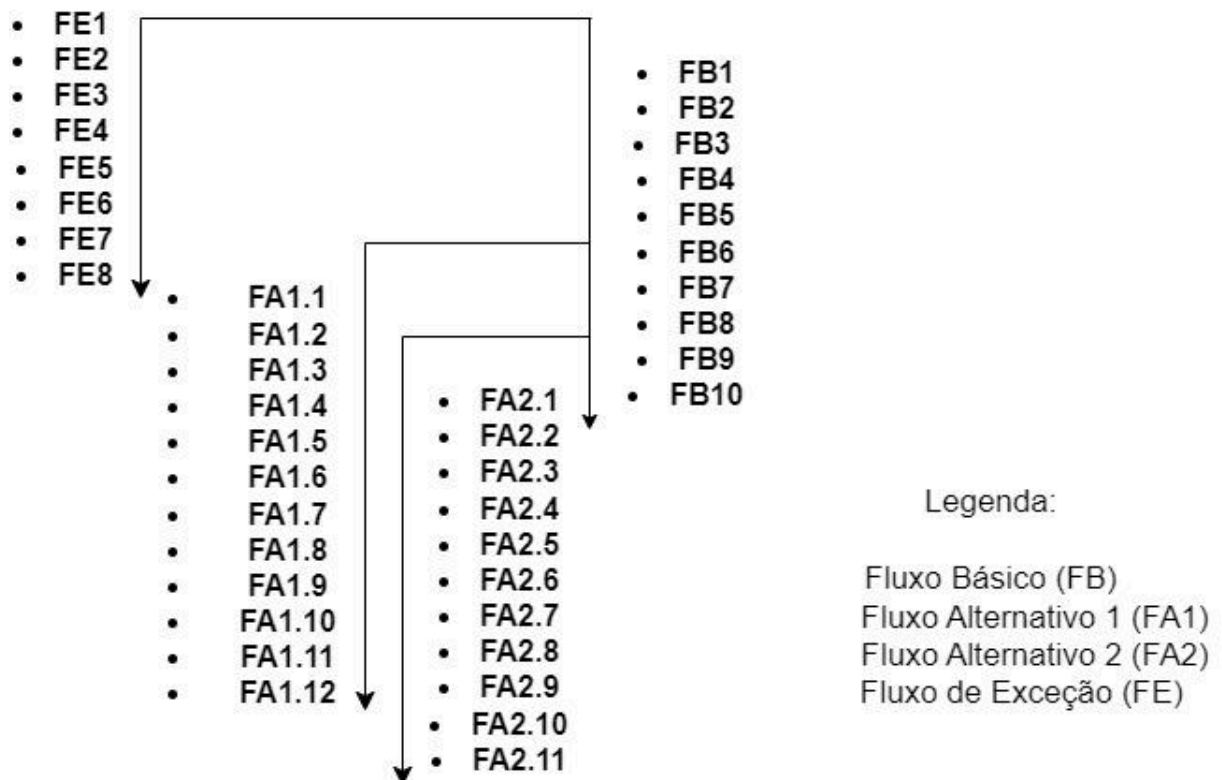 FE1
FE2
FE3
FE4
FE5
FE6
FE7
FE8
FA1.1
FA1.2
FA1.3
FA1.4
FA1.5
FA1.6
FA1.7
FA1.8
FA1.9
FA1.10
FA1.11
FA1.12
FA2.1
FA2.2
FA2.3
FA2.4
FA2.5
FA2.6
FA2.7
FA2.8
FA2.9
FA2.10
FA2.11
FB1
FB2
FB3
FB4
FB5
FB6
FB7
FB8
FB9
FB10
Legenda:
Fluxo Básico (FB)
Fluxo Alternativo 1 (FA1)
Fluxo Alternativo 2 (FA2)
Fluxo de Exceção (FE)